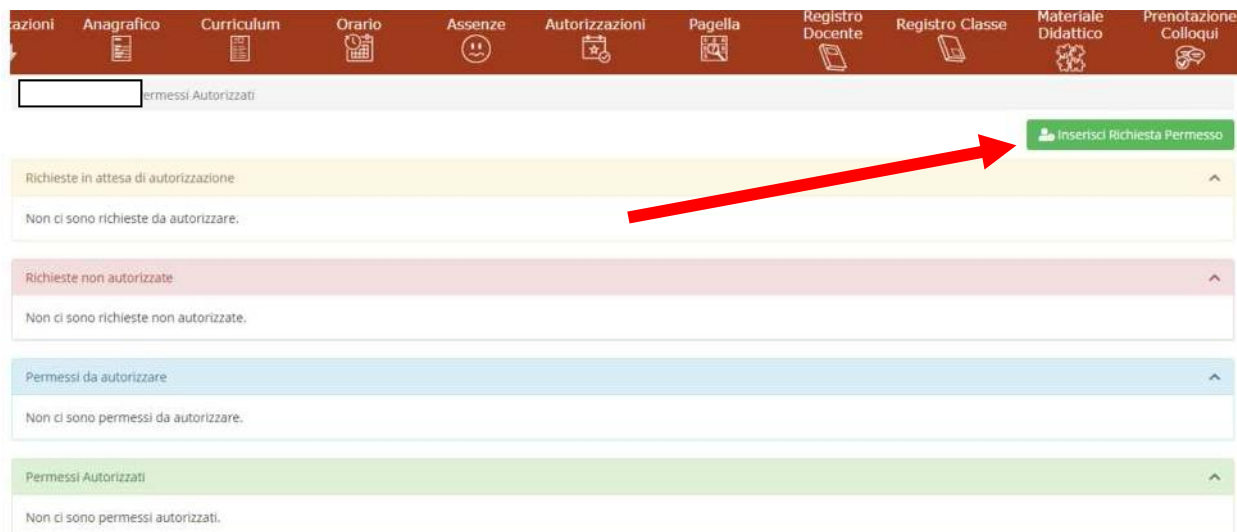 azioni Anagrafico Curriculum Orario Assenze Autorizzazioni Pagella Registro Docente Registro Classe Materiale Didattico Prenotazione Colloqui
ermessi Autorizzati
Inserisci Richiesta Permesso
Richieste in attesa di autorizzazione
Non ci sono richieste da autorizzare.
Richieste non autorizzate
Non ci sono richieste non autorizzate.
Permessi da autorizzare
Non ci sono permessi da autorizzare.
Permessi Autorizzati
Non ci sono permessi autorizzati.